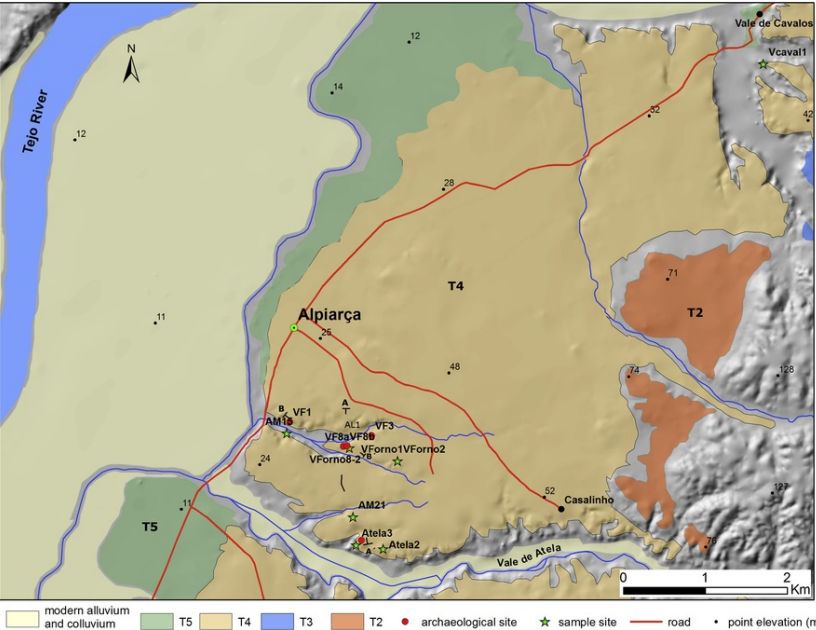 Vale de Cavalos
12
N
Vcaval1
14
32
42
12
Tejo River
28
71
T4
T2
11
Alpiarça
25
48
74
128
B
VF1
A
AM15
AL1
VF3
VF8aVF8b
VForno1VForno2
VForno8-2
B'
24
127
52
Casalinho
AM21
11
T5
Atela3
Atela2
A'
76
Vale de Atela
0 1 2
Km
modern alluvium
and colluvium
T5
T4
T3
T2
archaeological site
sample site
road
point elevation (m